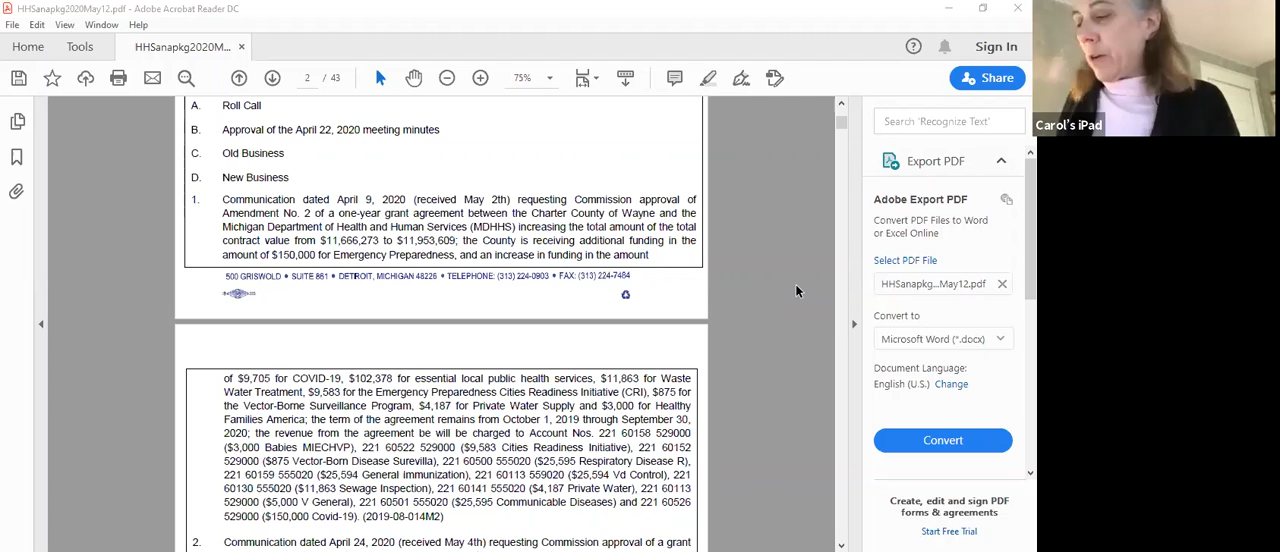 HHSanapkg2020May12.pdf - Adobe Acrobat Reader DC
File Edit View Window Help
Home Tools HHSanapkg2020M... × Sign In
2 / 43 75% Share
A. Roll Call
B. Approval of the April 22, 2020 meeting minutes
C. Old Business
D. New Business
1. Communication dated April 9, 2020 (received May 2th) requesting Commission approval of
Amendment No. 2 of a one-year grant agreement between the Charter County of Wayne and the
Michigan Department of Health and Human Services (MDHHS) increasing the total amount of the total
contract value from $11,666,273 to $11,953,609; the County is receiving additional funding in the
amount of $150,000 for Emergency Preparedness, and an increase in funding in the amount
500 GRISWOLD • SUITE 861 • DETROIT, MICHIGAN 48226 • TELEPHONE: (313) 224-0903 • FAX: (313) 224-7484
of $9,705 for COVID-19, $102,378 for essential local public health services, $11,863 for Waste
Water Treatment, $9,583 for the Emergency Preparedness Cities Readiness Initiative (CRI), $875 for
the Vector-Borne Surveillance Program, $4,187 for Private Water Supply and $3,000 for Healthy
Families America; the term of the agreement remains from October 1, 2019 through September 30,
2020; the revenue from the agreement be will be charged to Account Nos. 221 60158 529000
($3,000 Babies MIECHVP), 221 60522 529000 ($9,583 Cities Readiness Initiative), 221 60152
529000 ($875 Vector-Born Disease Surevilla), 221 60500 555020 ($25,595 Respiratory Disease R),
221 60159 555020 ($25,594 General immunization), 221 60113 559020 ($25,594 Vd Control), 221
60130 555020 ($11,863 Sewage Inspection), 221 60141 555020 ($4,187 Private Water), 221 60113
529000 ($5,000 V General), 221 60501 555020 ($25,595 Communicable Diseases) and 221 60526
529000 ($150,000 Covid-19). (2019-08-014M2)
2. Communication dated April 24, 2020 (received May 4th) requesting Commission approval of a grant
Search 'Recognize Text'
Export PDF
Adobe Export PDF
Convert PDF Files to Word
or Excel Online
Select PDF File
HHSanapkg...May12.pdf
Convert to
Microsoft Word (*.docx)
Document Language:
English (U.S.) Change
Convert
Create, edit and sign PDF
forms & agreements
Start Free Trial
Carol's iPad